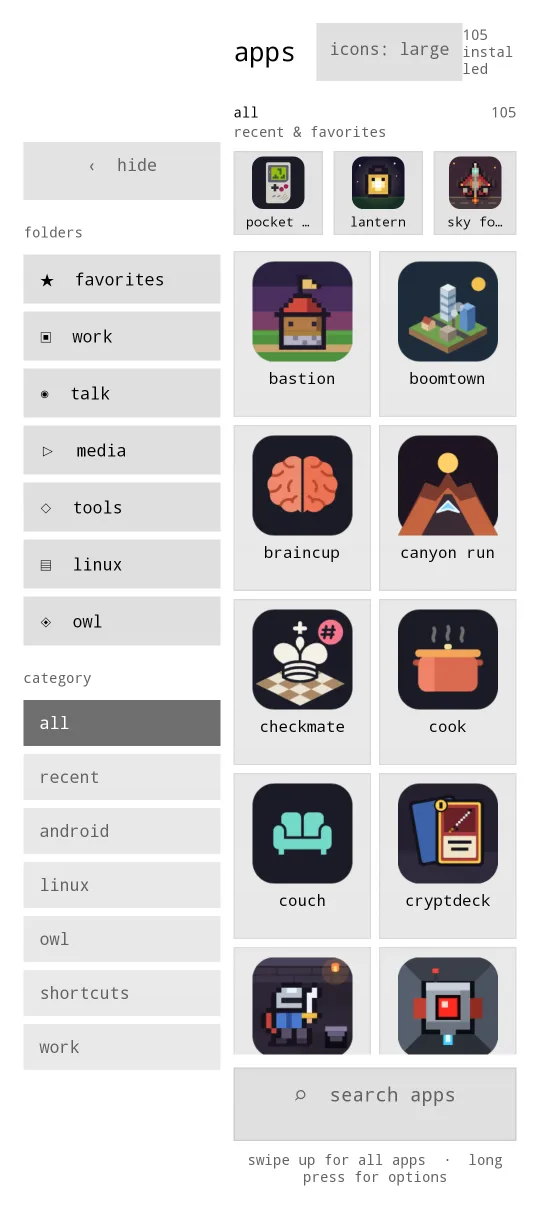 apps
icons: large
105
instal
led
all
105
recent & favorites
pocket …
lantern
sky fo…
‹ hide
folders
★ favorites
▣ work
◉ talk
▷ media
◇ tools
▤ linux
◈ owl
category
all
recent
android
linux
owl
shortcuts
work
bastion
boomtown
braincup
canyon run
#
checkmate
cook
couch
cryptdeck
⌕ search apps
swipe up for all apps · long
press for options